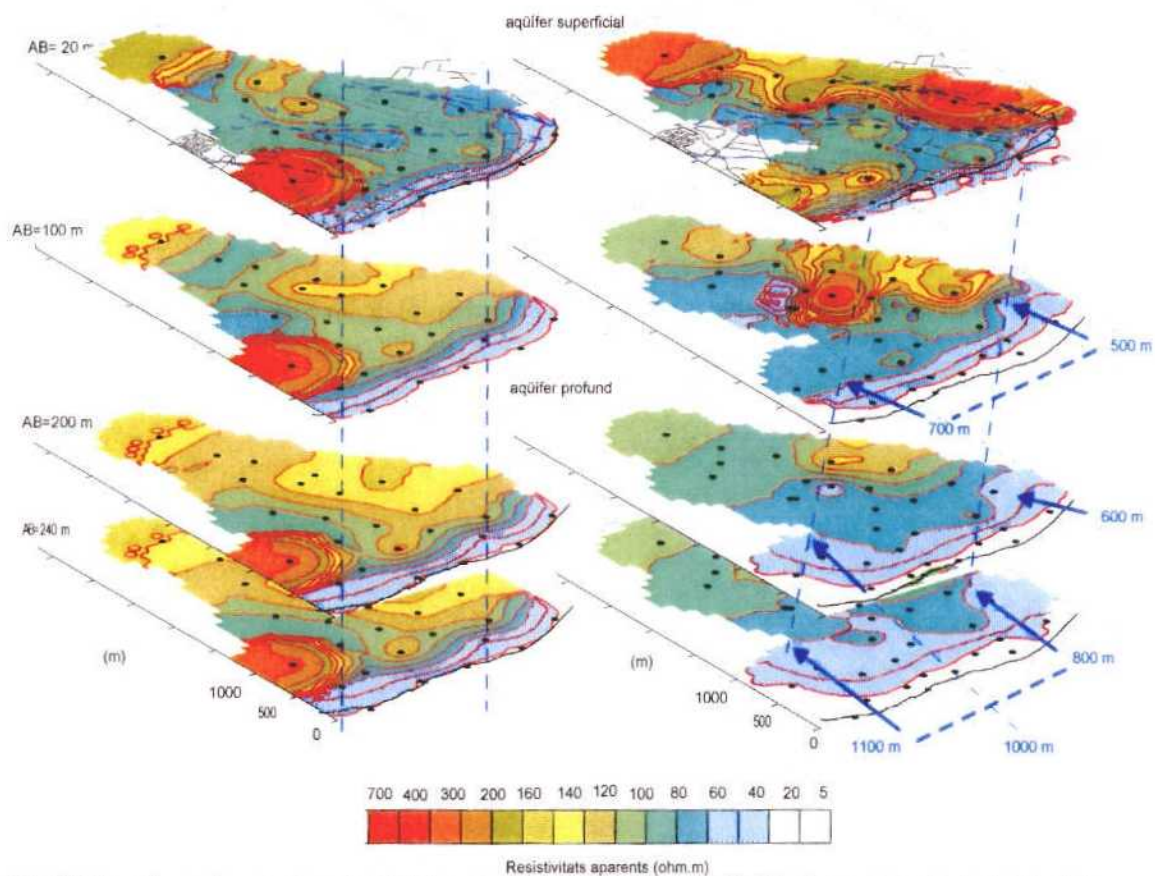 aqüífer superficial
AB= 20 m
AB=100 m
500 m
aqüífer profund
700 m
AB=200 m
600 m
AB=240 m
(m)
1000
500
0
(m)
1000
500
0
800 m
1100 m
1000 m
700 400 300 200 160 140 120 100 80 60 40 20 5
Resistivitats aparents (ohm.m)